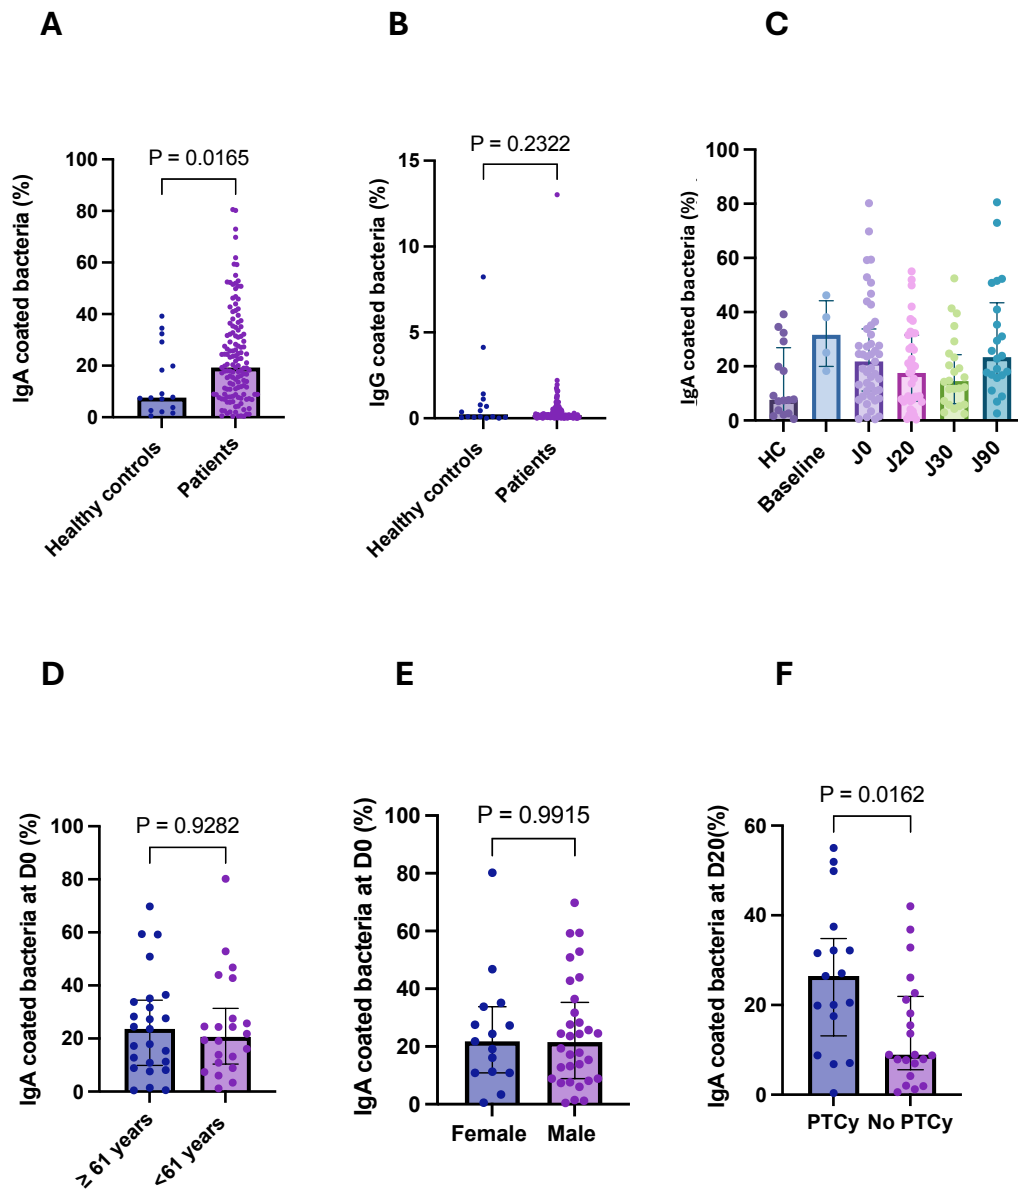 A
B
C
P = 0.0165
IgA coated bacteria (%)
100
80
60
40
20
0
Healthy controls
Patients
P = 0.2322
IgG coated bacteria (%)
15
10
5
0
Healthy controls
Patients
IgA coated bacteria (%)
100
80
60
40
20
0
HC
Baseline
J0
J20
J30
J90
D
E
F
P = 0.9282
IgA coated bacteria at D0 (%)
100
80
60
40
20
0
≥ 61 years
<61 years
P = 0.9915
IgA coated bacteria at D0 (%)
100
80
60
40
20
0
Female Male
P = 0.0162
IgA coated bacteria at D20(%)
60
40
20
0
PTCy No PTCy